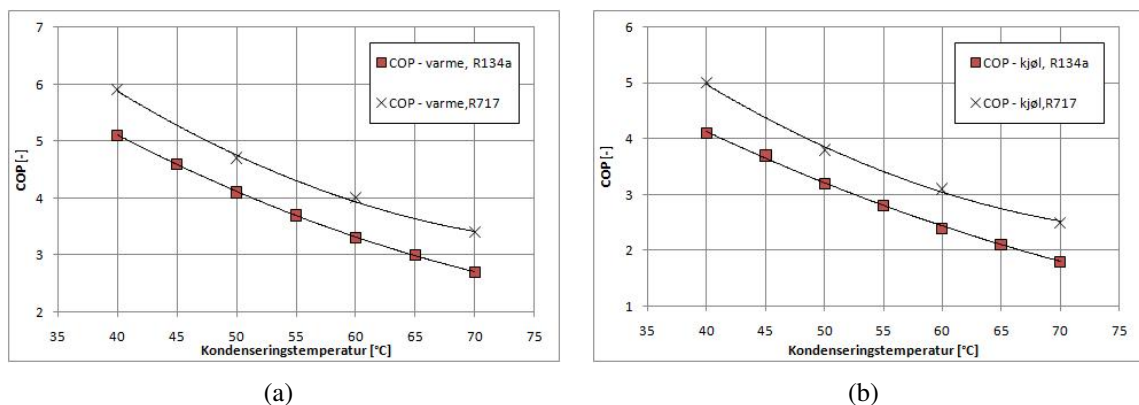 7
6
5
4
3
2
COP [-]
COP - varme, R134a
COP - varme,R717
35 40 45 50 55 60 65 70 75
Kondenseringstemperatur [°C]
(a)
6
5
4
3
2
1
COP [-]
COP - kjøl, R134a
COP - kjøl,R717
35 40 45 50 55 60 65 70 75
Kondenseringstemperatur [°C]
(b)